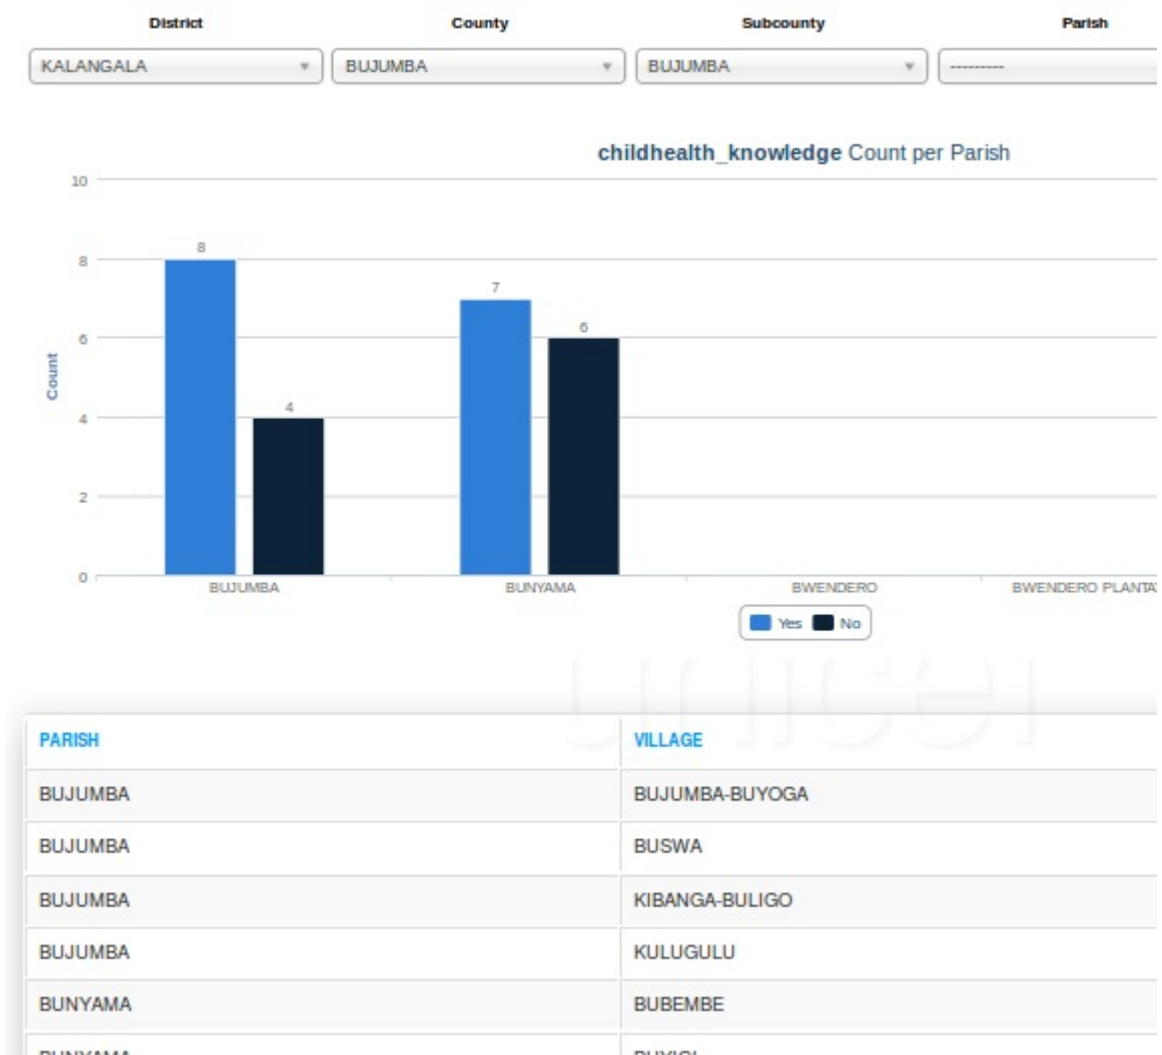 District County Subcounty Parish
KALANGALA BUJUMBA BUJUMBA ---------
childhealth_knowledge Count per Parish
10
8
8
7
6
6
Count
4
4
2
0
BUJUMBA BUNYAMA BWENDERO BWENDERO PLANTA
Yes No
PARISH VILLAGE
BUJUMBA BUJUMBA-BUYOGA
BUJUMBA BUSWA
BUJUMBA KIBANGA-BULIGO
BUJUMBA KULUGULU
BUNYAMA BUBEMBE